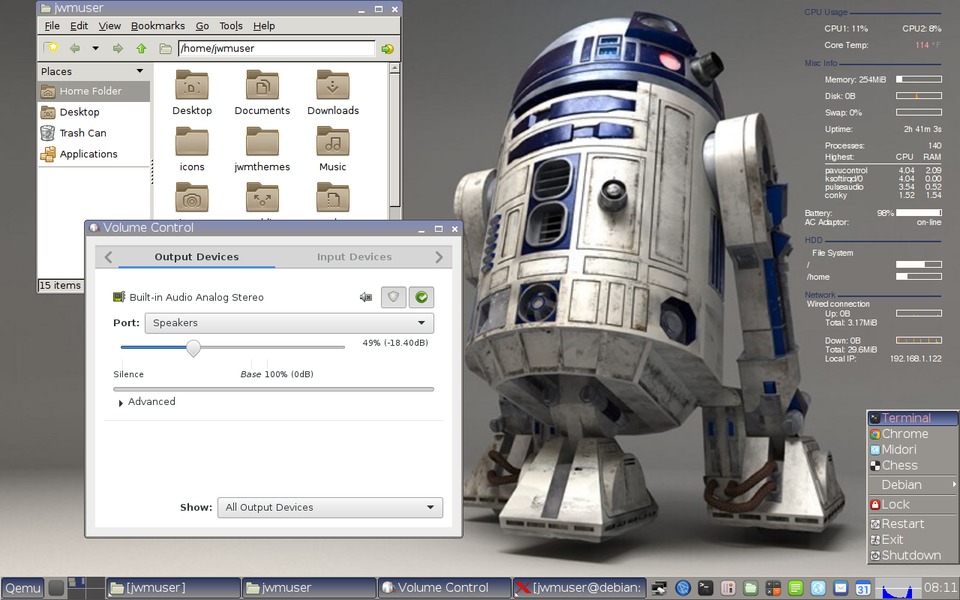 jwmuser
File Edit View Bookmarks Go Tools Help
/home/jwmuser
Places
Home Folder
Desktop
Trash Can
Applications
Desktop Documents Downloads
icons jwmthemes Music
15 items
Volume Control
Output Devices Input Devices
Built-in Audio Analog Stereo
Port: Speakers
49% (-18.40dB)
Silence Base 100% (0dB)
Advanced
Show: All Output Devices
CPU Usage
CPU1: 11% CPU2: 8%
Core Temp: 114 °F
Misc Info
Memory: 254MiB
Disk: 0B
Swap: 0%
Uptime: 2h 41m 3s
Processes: 140
Highest: CPU RAM
pavucontrol 4.04 2.09
ksoftirqd/0 4.04 0.00
pulseaudio 3.54 0.52
conky 1.52 1.54
Battery: 98%
AC Adaptor: on-line
HDD
File System
/
/home
Network
Wired connection
Up: 0B
Total: 3.17MiB
Down: 0B
Total: 29.6MiB
Local IP: 192.168.1.122
Terminal
Chrome
Midori
Chess
Debian
Lock
Restart
Exit
Shutdown
Qemu [jwmuser] jwmuser Volume Control [jwmuser@debian: 31 08:11